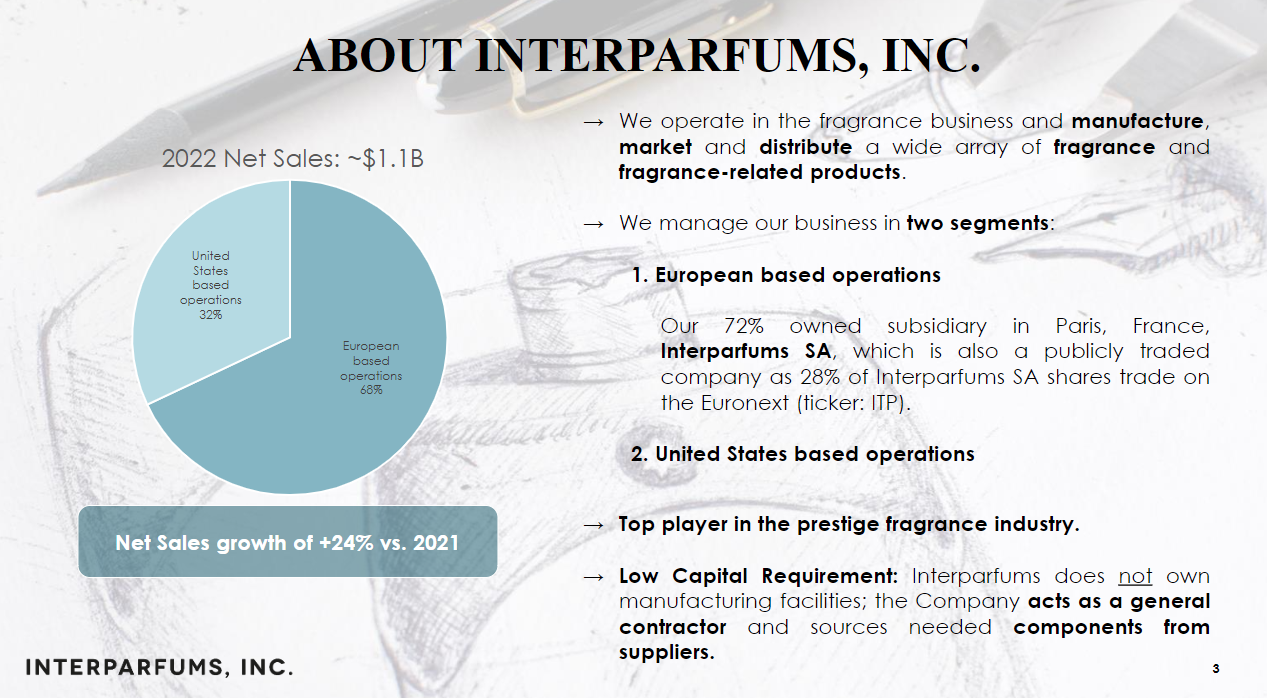 ABOUT INTERPARFUMS, INC.
2022 Net Sales: ~$1.1B
United
States
based
operations
32%
European
based
operations
68%
Net Sales growth of +24% vs. 2021
→ We operate in the fragrance business and manufacture,
market and distribute a wide array of fragrance and
fragrance-related products.
→ We manage our business in two segments:
1. European based operations
Our 72% owned subsidiary in Paris, France,
Interparfums SA, which is also a publicly traded
company as 28% of Interparfums SA shares trade on
the Euronext (ticker: ITP).
2. United States based operations
→ Top player in the prestige fragrance industry.
→ Low Capital Requirement: Interparfums does not own
manufacturing facilities; the Company acts as a general
contractor and sources needed components from
suppliers.
INTERPARFUMS, INC.
3